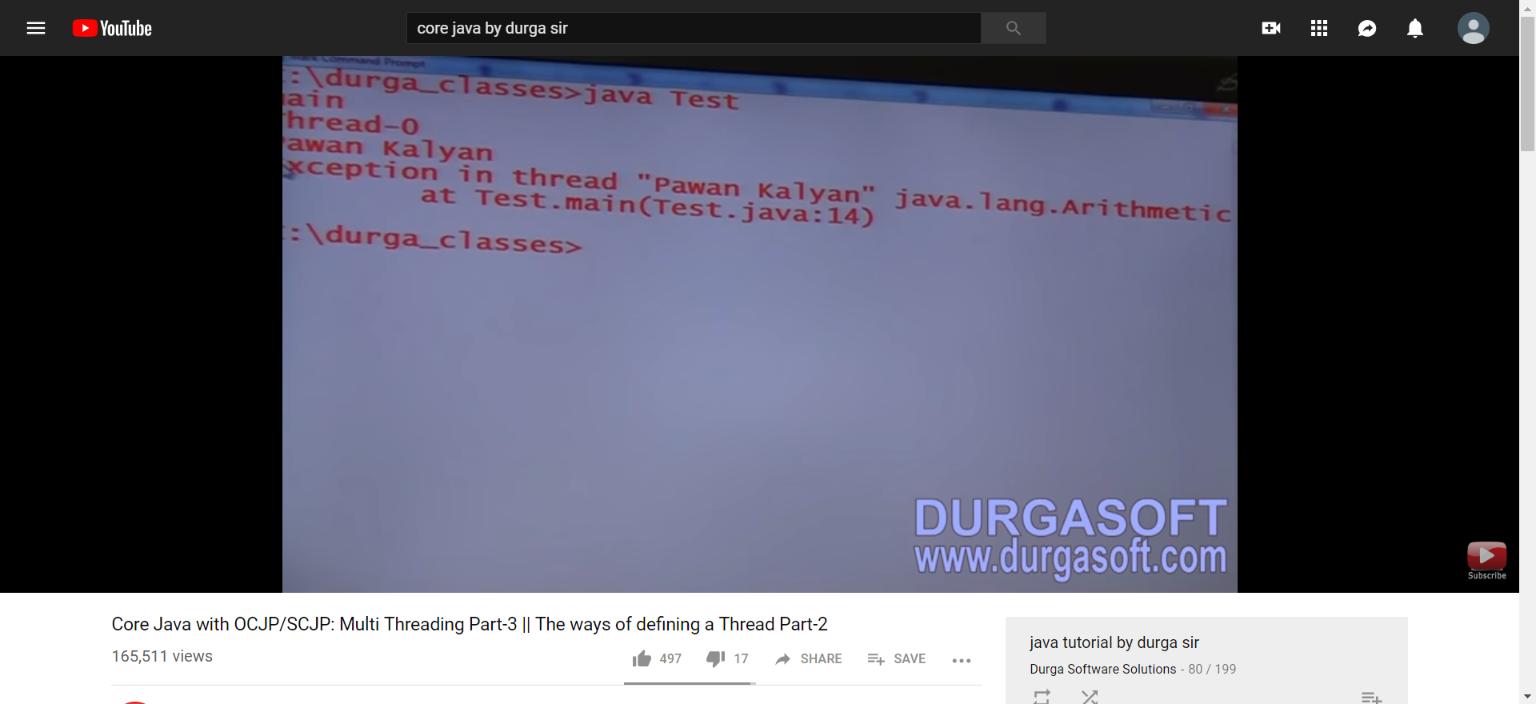 YouTube
core java by durga sir
Command Prompt
:\durga_classes>java Test
ain
hread-0
awan Kalyan
xception in thread "Pawan Kalyan" java.lang.Arithmetic
at Test.main(Test.java:14)
:\durga_classes>
DURGASOFT
www.durgasoft.com
Subscribe
Core Java with OCJP/SCJP: Multi Threading Part-3 || The ways of defining a Thread Part-2
165,511 views
497 17 SHARE SAVE
java tutorial by durga sir
Durga Software Solutions - 80 / 199